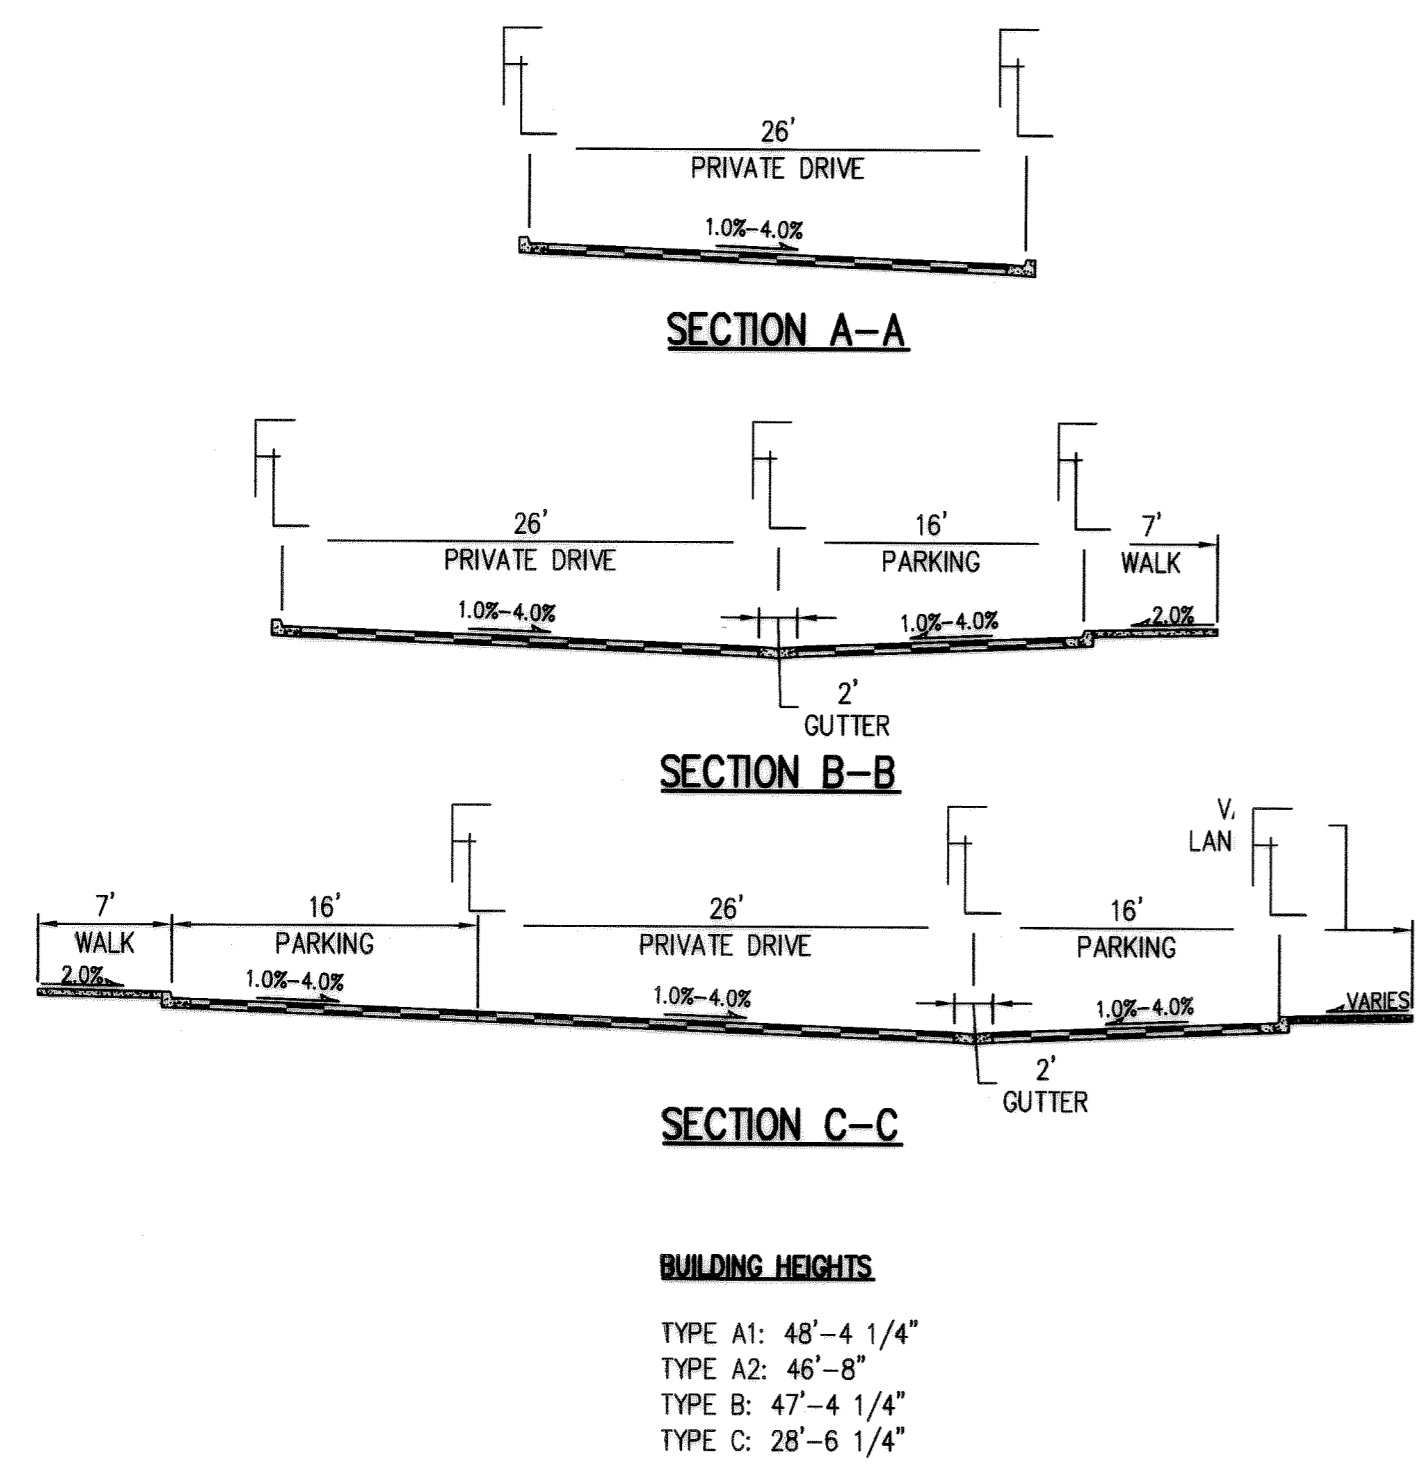 26'
PRIVATE DRIVE
1.0%-4.0%
SECTION A-A
26'
PRIVATE DRIVE
16'
PARKING
7'
WALK
1.0%-4.0%
1.0%-4.0%
2.0%
2'
GUTTER
SECTION B-B
7'
WALK
16'
PARKING
26'
PRIVATE DRIVE
16'
PARKING
LAN
2.0%
1.0%-4.0%
1.0%-4.0%
1.0%-4.0%
VARIES
2'
GUTTER
SECTION C-C
BUILDING HEIGHTS
TYPE A1: 48'-4 1/4"
TYPE A2: 46'-8"
TYPE B: 47'-4 1/4"
TYPE C: 28'-6 1/4"